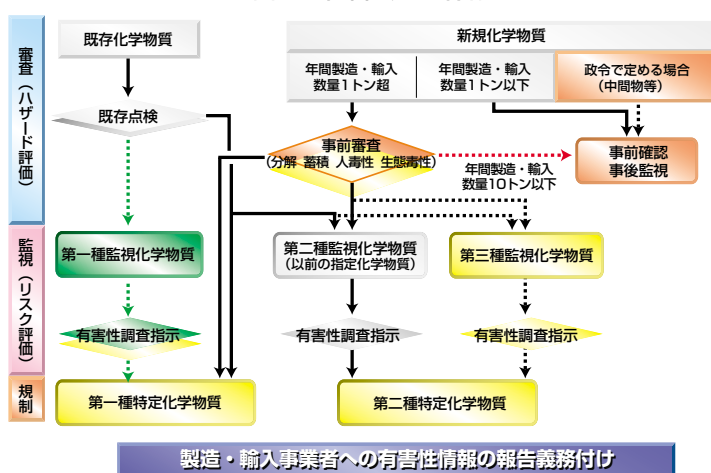 既存化学物質
新規化学物質
年間製造・輸入
数量1トン超
年間製造・輸入
数量1トン以下
政令で定める場合
（中間物等）
審査（ハザード評価）
既存点検
事前審査
（分解 蓄積 人毒性 生態毒性）
事前確認
事後監視
年間製造・輸入
数量10トン以下
監視（リスク評価）
第一種監視化学物質
第二種監視化学物質
（以前の指定化学物質）
第三種監視化学物質
有害性調査指示
有害性調査指示
有害性調査指示
規制
第一種特定化学物質
第二種特定化学物質
製造・輸入事業者への有害性情報の報告義務付け